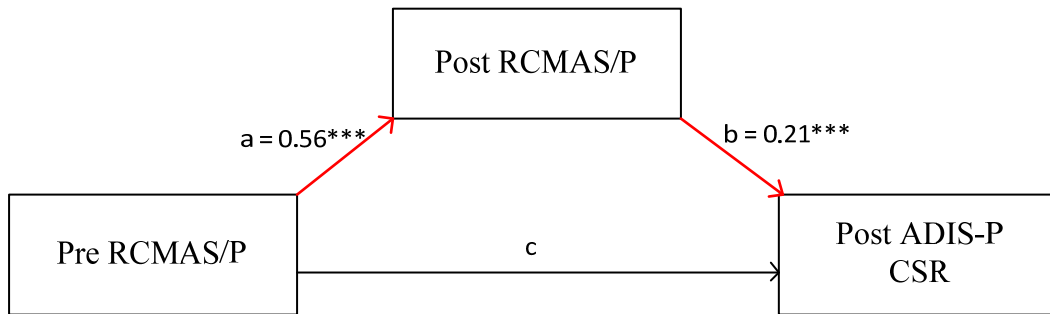 Post RCMAS/P
a = 0.56***
b = 0.21***
Pre RCMAS/P
c
Post ADIS-P
CSR